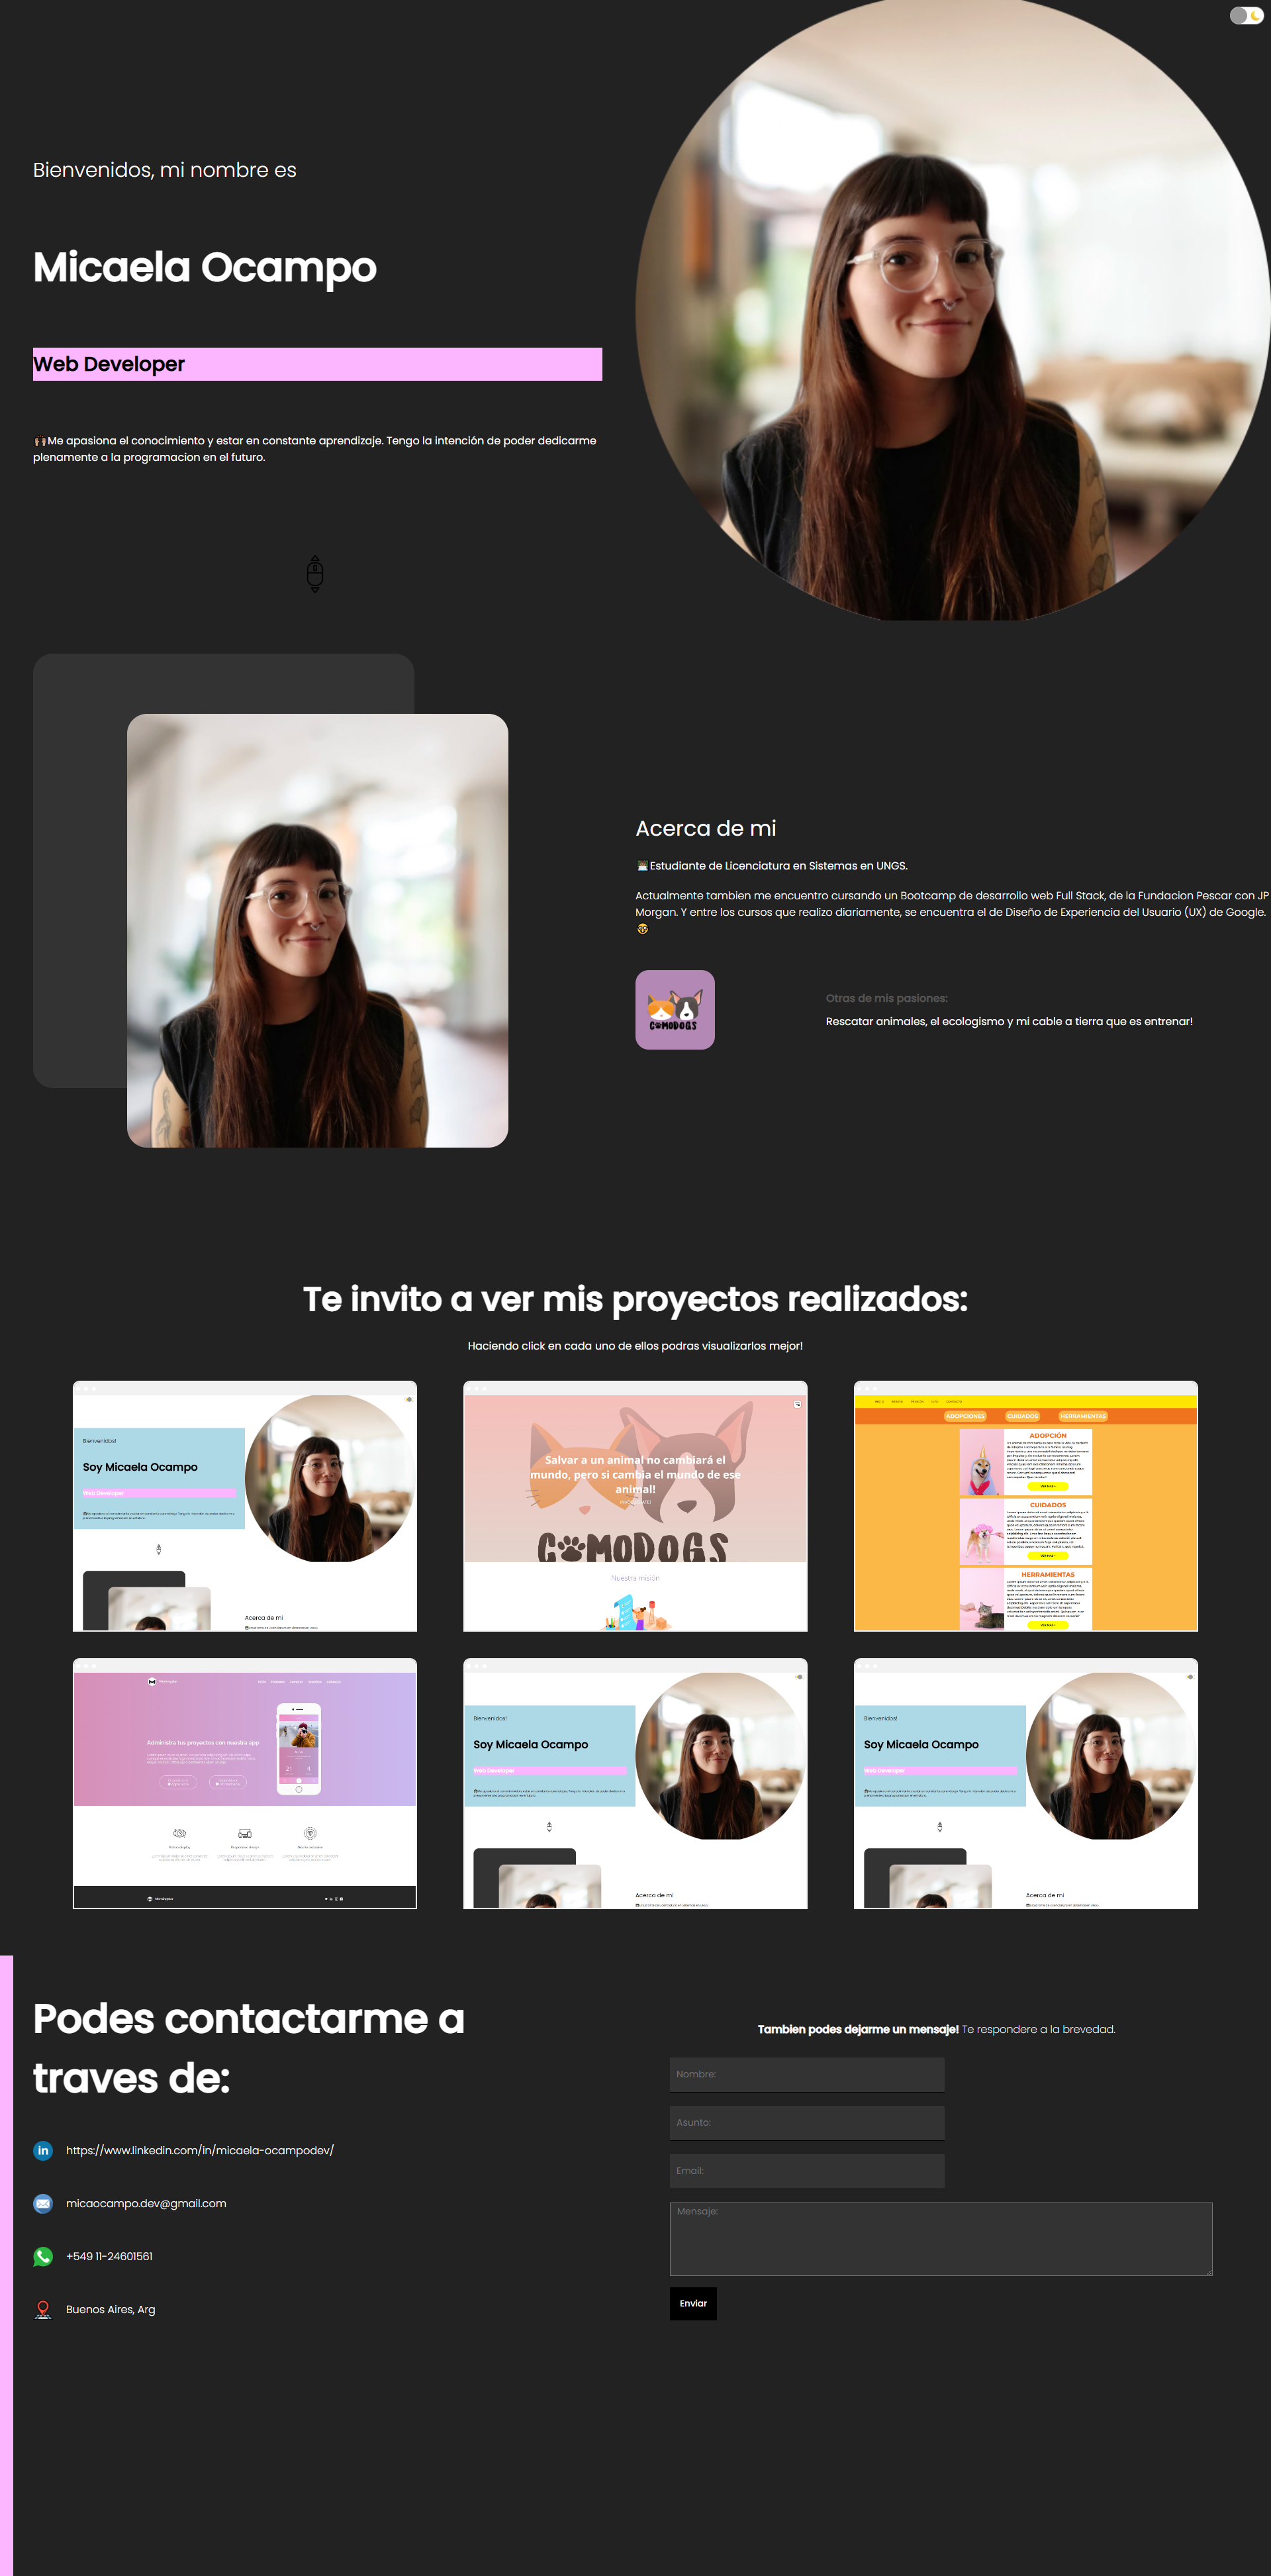 Bienvenidos, mi nombre es
Micaela Ocampo
Web Developer
Me apasiona el conocimiento y estar en constante aprendizaje. Tengo la intención de poder dedicarme
plenamente a la programacion en el futuro.
Acerca de mi
Estudiante de Licenciatura en Sistemas en UNGS.
Actualmente tambien me encuentro cursando un Bootcamp de desarrollo web Full Stack, de la Fundacion Pescar con JP
Morgan. Y entre los cursos que realizo diariamente, se encuentra el de Diseño de Experiencia del Usuario (UX) de Google.
COMODOGS
Otras de mis pasiones:
Rescatar animales, el ecologismo y mi cable a tierra que es entrenar!
Te invito a ver mis proyectos realizados:
Haciendo click en cada uno de ellos podras visualizarlos mejor!
Bienvenidos!
Soy Micaela Ocampo
Web Developer
Acerca de mi
Salvar a un animal no cambiará el
mundo, pero si cambia el mundo de ese
animal!
COMODOGS
Nuestra misión
ADOPCIONES CUIDADOS HERRAMIENTAS
ADOPCIÓN
VER MAS
CUIDADOS
VER MAS
HERRAMIENTAS
VER MAS
Administra tus proyectos con nuestra app
21 4
Bienvenidos!
Soy Micaela Ocampo
Web Developer
Acerca de mi
Bienvenidos!
Soy Micaela Ocampo
Web Developer
Acerca de mi
Podes contactarme a
traves de:
https://www.linkedin.com/in/micaela-ocampodev/
micaocampo.dev@gmail.com
+549 11-24601561
Buenos Aires, Arg
Tambien podes dejarme un mensaje! Te respondere a la brevedad.
Nombre:
Asunto:
Email:
Mensaje:
Enviar